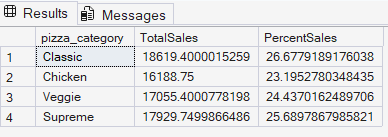 Results Messages
pizza_category TotalSales PercentSales
1 Classic 18619.4000015259 26.6779189176038
2 Chicken 16188.75 23.1952780348435
3 Veggie 17055.4000778198 24.4370162489706
4 Supreme 17929.7499866486 25.6897867985821